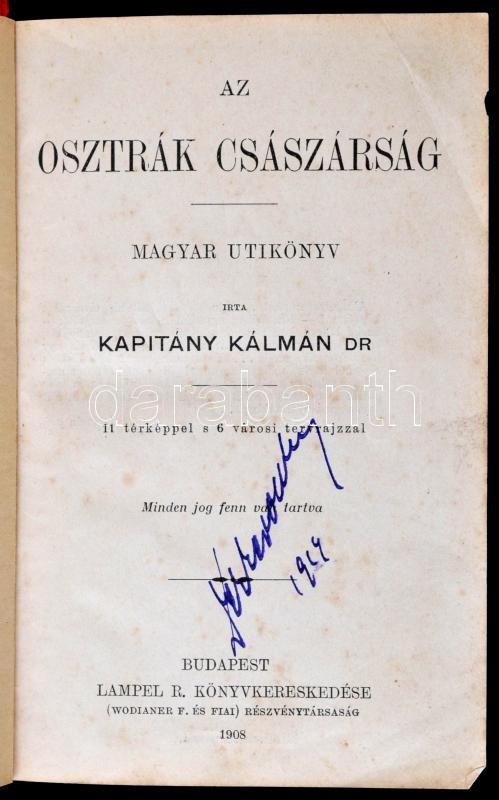 AZ
OSZTRÁK CSÁSZÁRSÁG
MAGYAR UTIKÖNYV
IRTA
KAPITÁNY KÁLMÁN DR
darabanth
11 térképpel s 6 városi tervrajzzal
Minden jog fenn van tartva
BUDAPEST
LAMPEL R. KÖNYVKERESKEDÉSE
(WODIANER F. ÉS FIAI) RÉSZVÉNYTÁRSASÁG
1908